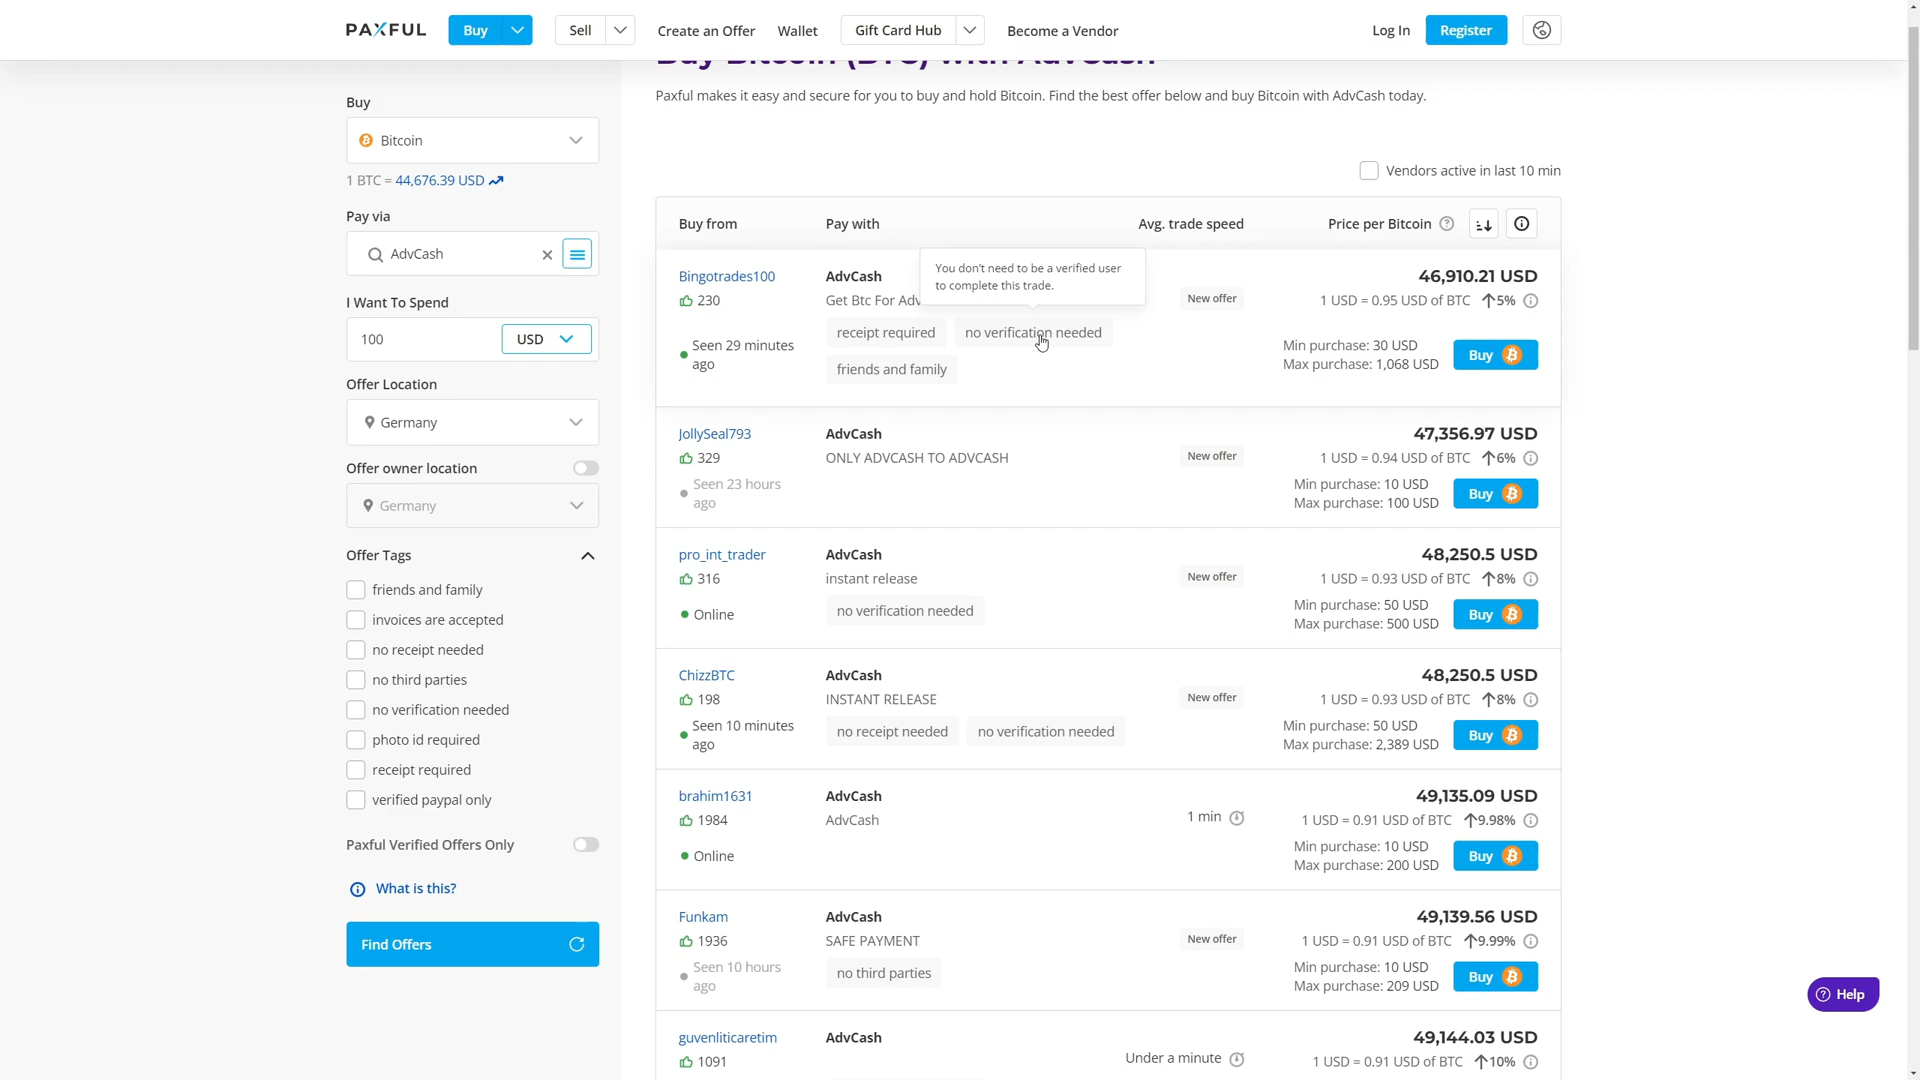 PAXFUL Buy Sell Create an Offer Wallet Gift Card Hub Become a Vendor Log In Register
Buy Bitcoin (BTC) with AdvCash
Paxful makes it easy and secure for you to buy and hold Bitcoin. Find the best offer below and buy Bitcoin with AdvCash today.
Buy
Bitcoin
1 BTC = 44,676.39 USD
Pay via
AdvCash
I Want To Spend
100 USD
Offer Location
Germany
Offer owner location
Germany
Offer Tags
friends and family
invoices are accepted
no receipt needed
no third parties
no verification needed
photo id required
receipt required
verified paypal only
Paxful Verified Offers Only
What is this?
Find Offers
Vendors active in last 10 min
Buy from Pay with Avg. trade speed Price per Bitcoin
You don't need to be a verified user
to complete this trade.
Bingotrades100 AdvCash 46,910.21 USD
230 Get Btc For Adv New offer 1 USD = 0.95 USD of BTC 5%
receipt required no verification needed
Seen 29 minutes
ago
friends and family
Min purchase: 30 USD
Max purchase: 1,068 USD
Buy
JollySeal793 AdvCash 47,356.97 USD
329 ONLY ADVCASH TO ADVCASH New offer 1 USD = 0.94 USD of BTC 6%
Seen 23 hours
ago
Min purchase: 10 USD
Max purchase: 100 USD
Buy
pro_int_trader AdvCash 48,250.5 USD
316 instant release New offer 1 USD = 0.93 USD of BTC 8%
Online no verification needed
Min purchase: 50 USD
Max purchase: 500 USD
Buy
ChizzBTC AdvCash 48,250.5 USD
198 INSTANT RELEASE New offer 1 USD = 0.93 USD of BTC 8%
Seen 10 minutes
ago
no receipt needed no verification needed
Min purchase: 50 USD
Max purchase: 2,389 USD
Buy
brahim1631 AdvCash 49,135.09 USD
1984 AdvCash 1 min 1 USD = 0.91 USD of BTC 9.98%
Online
Min purchase: 10 USD
Max purchase: 200 USD
Buy
Funkam AdvCash 49,139.56 USD
1936 SAFE PAYMENT New offer 1 USD = 0.91 USD of BTC 9.99%
Seen 10 hours
ago
no third parties
Min purchase: 10 USD
Max purchase: 209 USD
Buy
guvenliticaretim AdvCash 49,144.03 USD
1091 Under a minute 1 USD = 0.91 USD of BTC 10%
Help